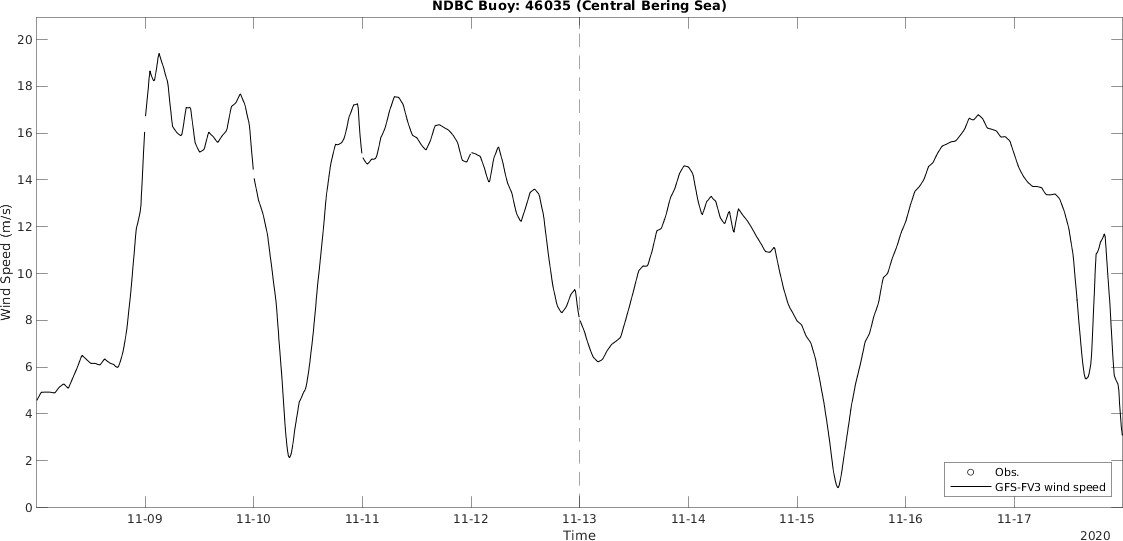 NDBC Buoy: 46035 (Central Bering Sea)
20
18
16
14
12
10
8
6
4
2
0
Wind Speed (m/s)
Obs.
GFS-FV3 wind speed
11-09 11-10 11-11 11-12 11-13 11-14 11-15 11-16 11-17
Time
2020